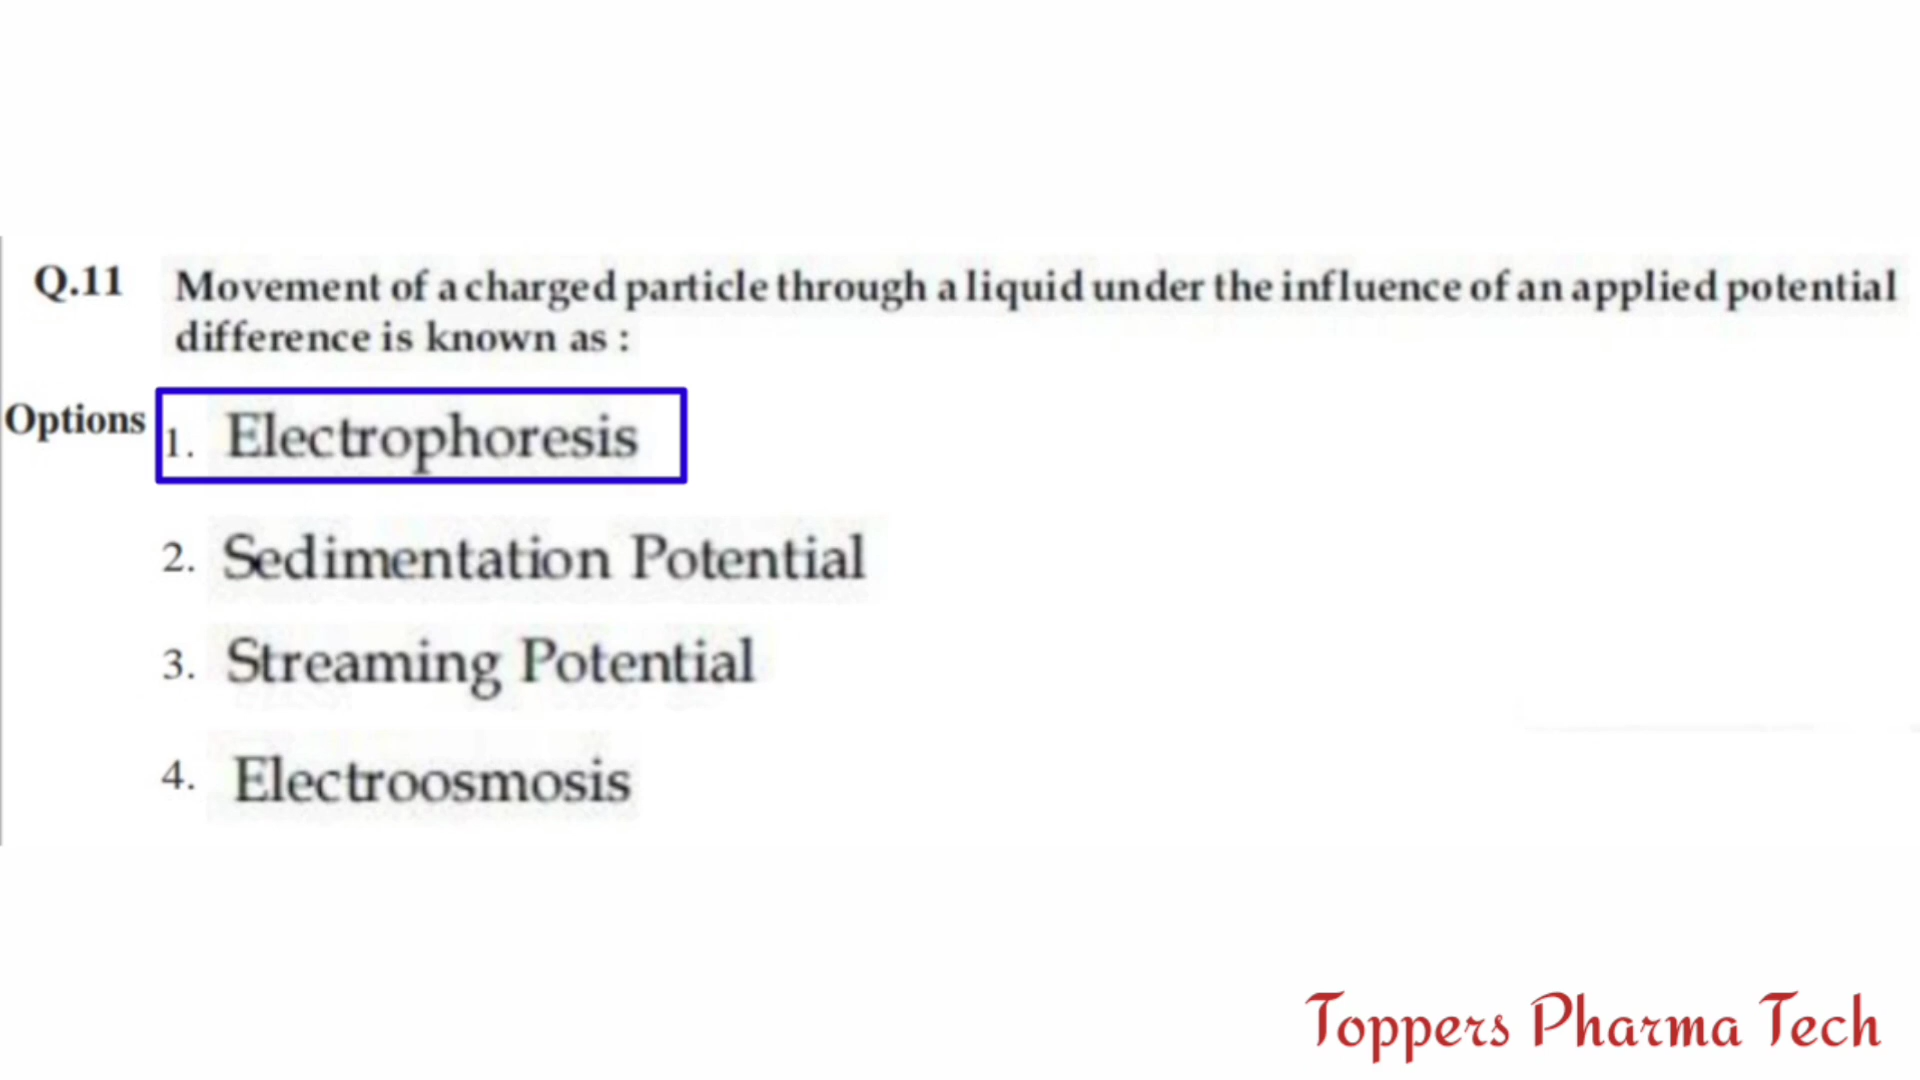 Q.11 Movement of a charged particle through a liquid under the influence of an applied potential
difference is known as :
Options 1. Electrophoresis
2. Sedimentation Potential
3. Streaming Potential
4. Electroosmosis
Toppers Pharma Tech